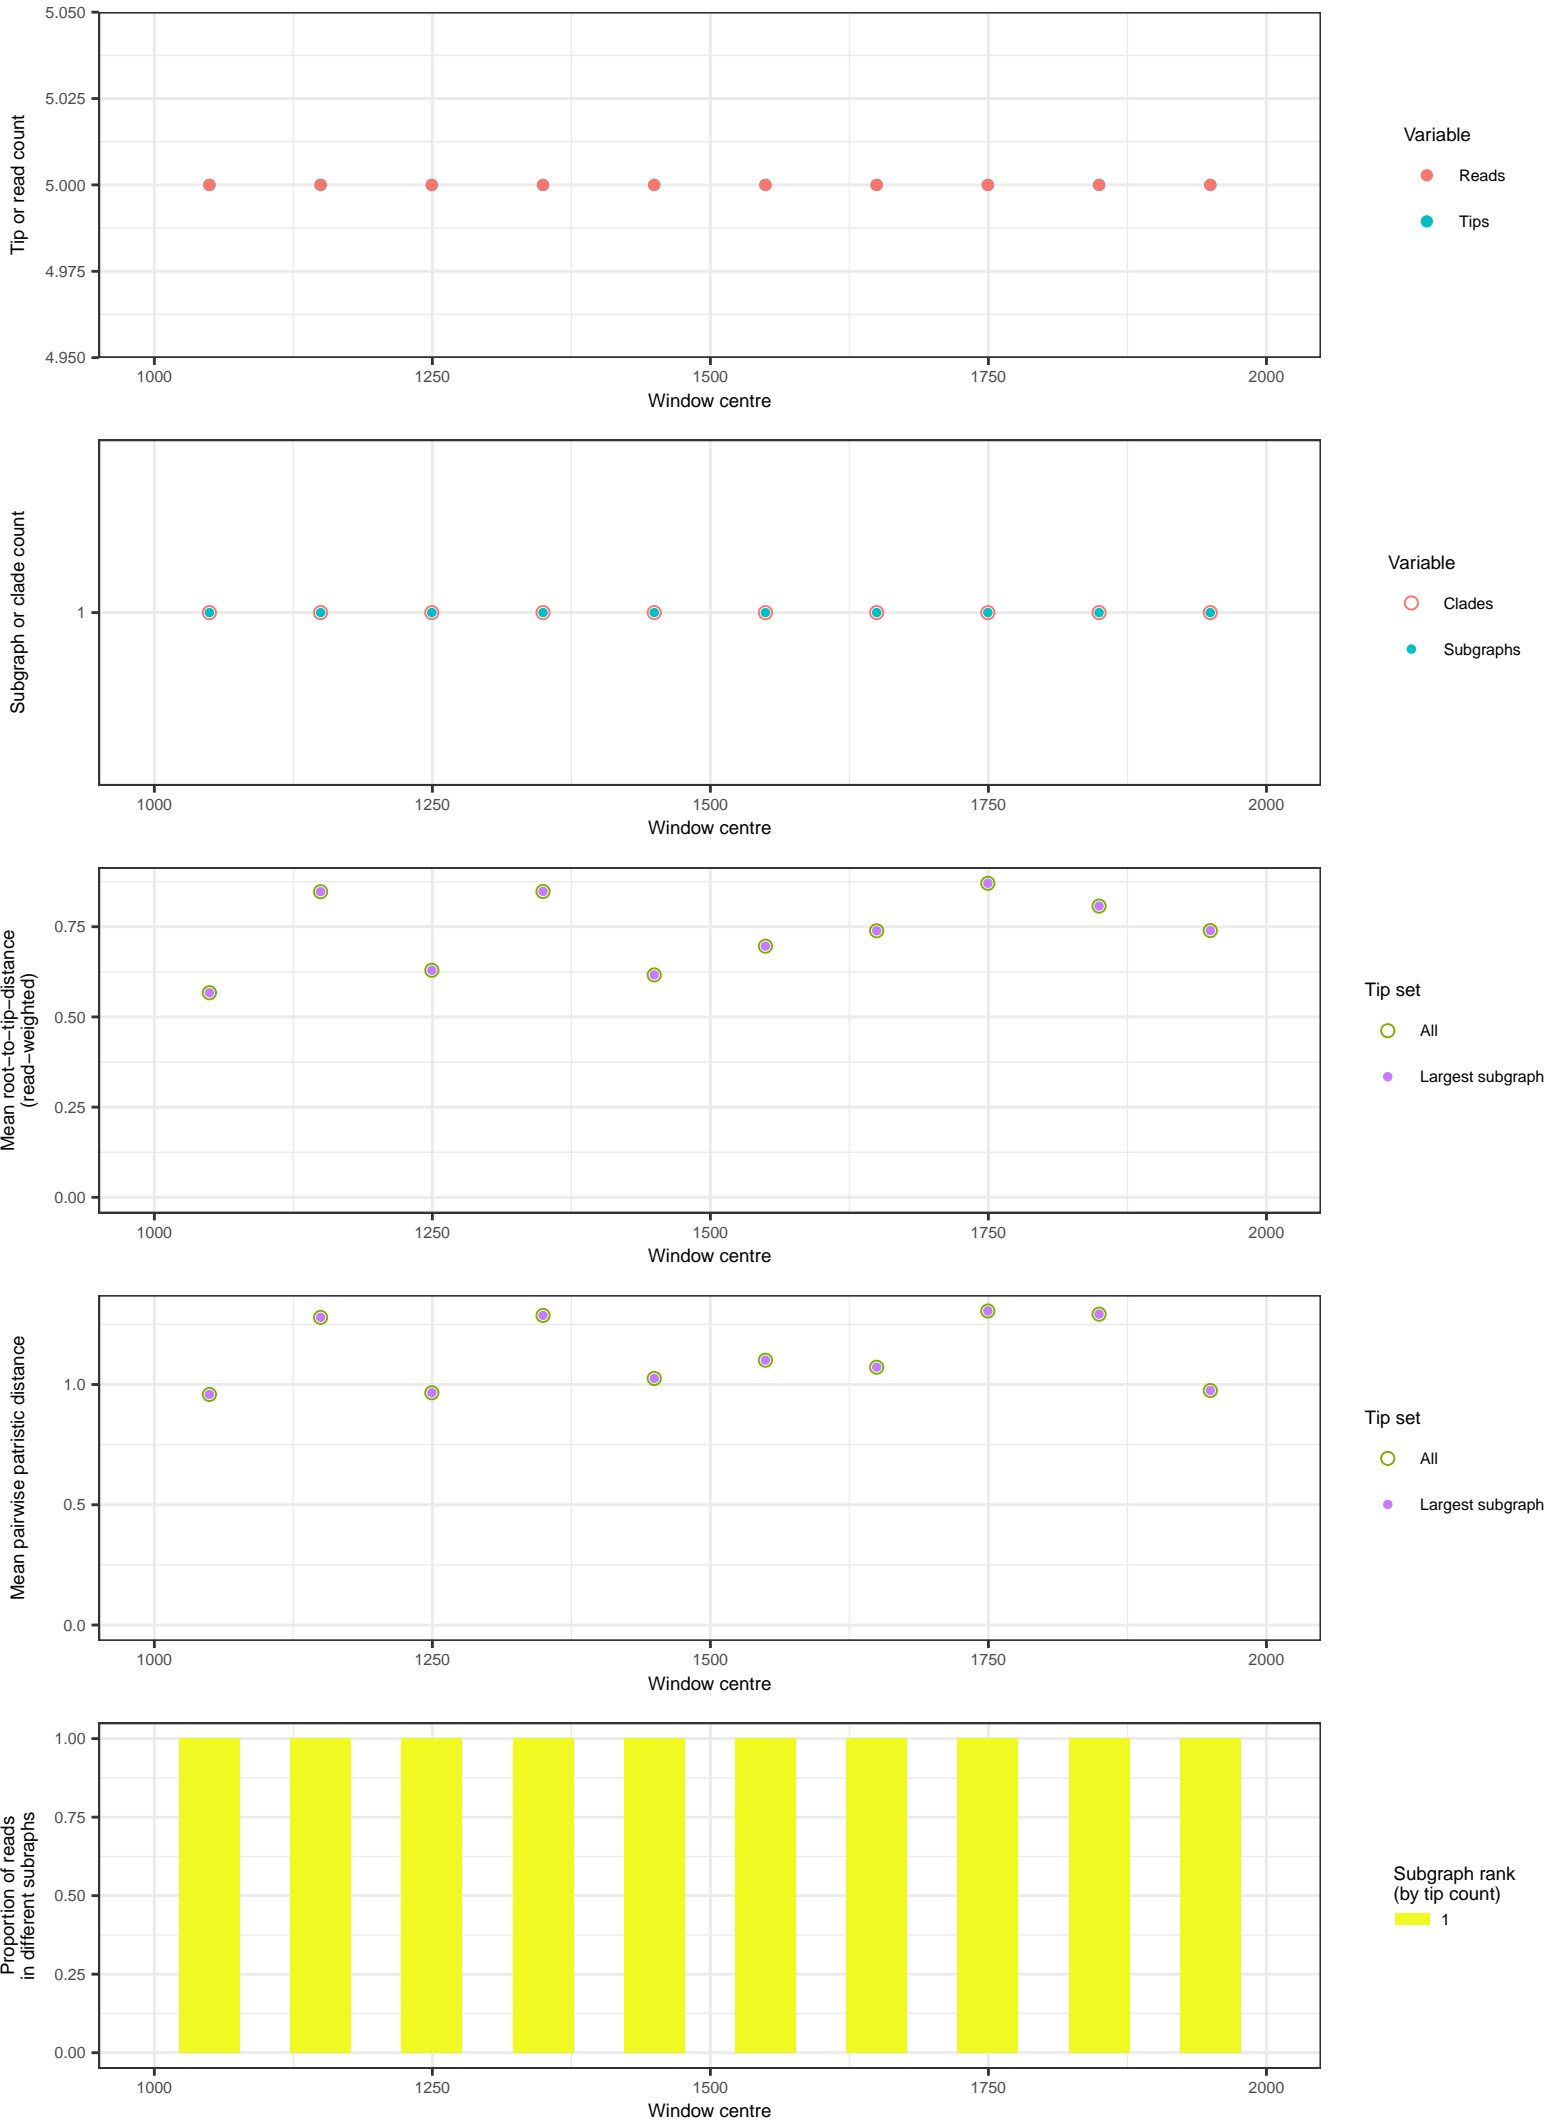 5.050
5.025
5.000
4.975
4.950
Tip or read count
1000 1250 1500 1750 2000
Window centre
Variable
Reads
Tips
1
Subgraph or clade count
1000 1250 1500 1750 2000
Window centre
Variable
Clades
Subgraphs
0.75
0.50
0.25
0.00
Mean root−to−tip−distance
(read−weighted)
1000 1250 1500 1750 2000
Window centre
Tip set
All
Largest subgraph
1.0
0.5
0.0
Mean pairwise patristic distance
1000 1250 1500 1750 2000
Window centre
Tip set
All
Largest subgraph
1.00
0.75
0.50
0.25
0.00
Proportion of reads
in different subraphs
1000 1250 1500 1750 2000
Window centre
Subgraph rank
(by tip count)
1